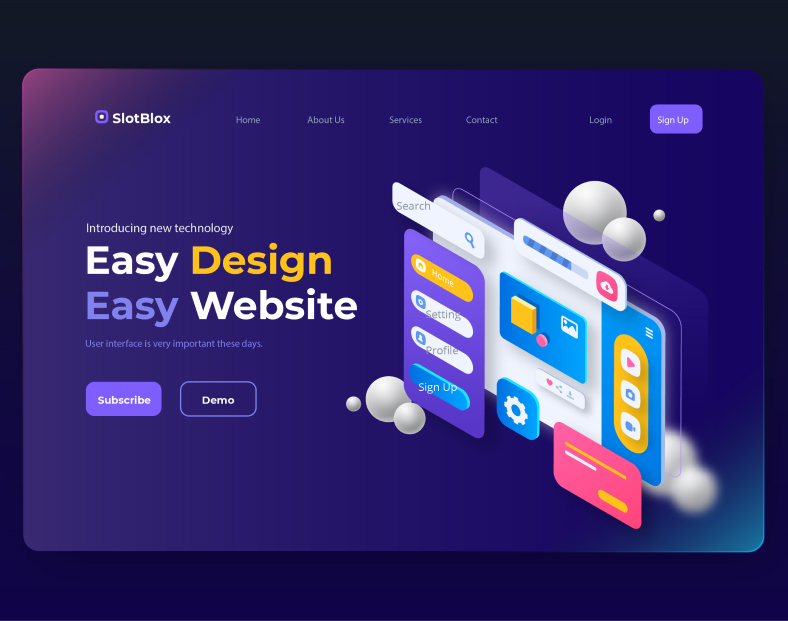 SlotBlox
Home
About Us
Services
Contact
Login
Sign Up
Introducing new technology
Easy Design
Easy Website
User interface is very important these days.
Subscribe
Demo
Search
Home
Setting
Profile
Sign Up